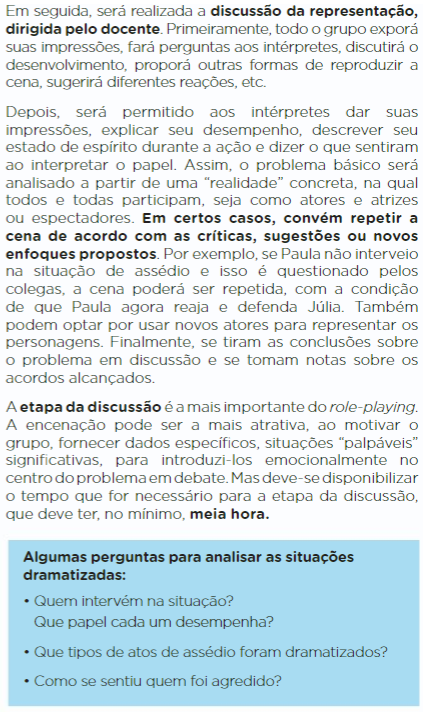 Em seguida, será realizada a discussão da representação,
dirigida pelo docente. Primeiramente, todo o grupo exporá
suas impressões, fará perguntas aos intérpretes, discutirá o
desenvolvimento, proporá outras formas de reproduzir a
cena, sugerirá diferentes reações, etc.
Depois, será permitido aos intérpretes dar suas
impressões, explicar seu desempenho, descrever seu
estado de espírito durante a ação e dizer o que sentiram
ao interpretar o papel. Assim, o problema básico será
analisado a partir de uma “realidade” concreta, na qual
todos e todas participam, seja como atores e atrizes
ou espectadores. Em certos casos, convém repetir a
cena de acordo com as críticas, sugestões ou novos
enfoques propostos. Por exemplo, se Paula não interveio
na situação de assédio e isso é questionado pelos
colegas, a cena poderá ser repetida, com a condição
de que Paula agora reaja e defenda Júlia. Também
podem optar por usar novos atores para representar os
personagens. Finalmente, se tiram as conclusões sobre
o problema em discussão e se tomam notas sobre os
acordos alcançados.
A etapa da discussão é a mais importante do role-playing.
A encenação pode ser a mais atrativa, ao motivar o
grupo, fornecer dados específicos, situações “palpáveis”
significativas, para introduzi-los emocionalmente no
centro do problema em debate. Mas deve-se disponibilizar
o tempo que for necessário para a etapa da discussão,
que deve ter, no mínimo, meia hora.
Algumas perguntas para analisar as situações
dramatizadas:
• Quem intervém na situação?
Que papel cada um desempenha?
• Que tipos de atos de assédio foram dramatizados?
• Como se sentiu quem foi agredido?